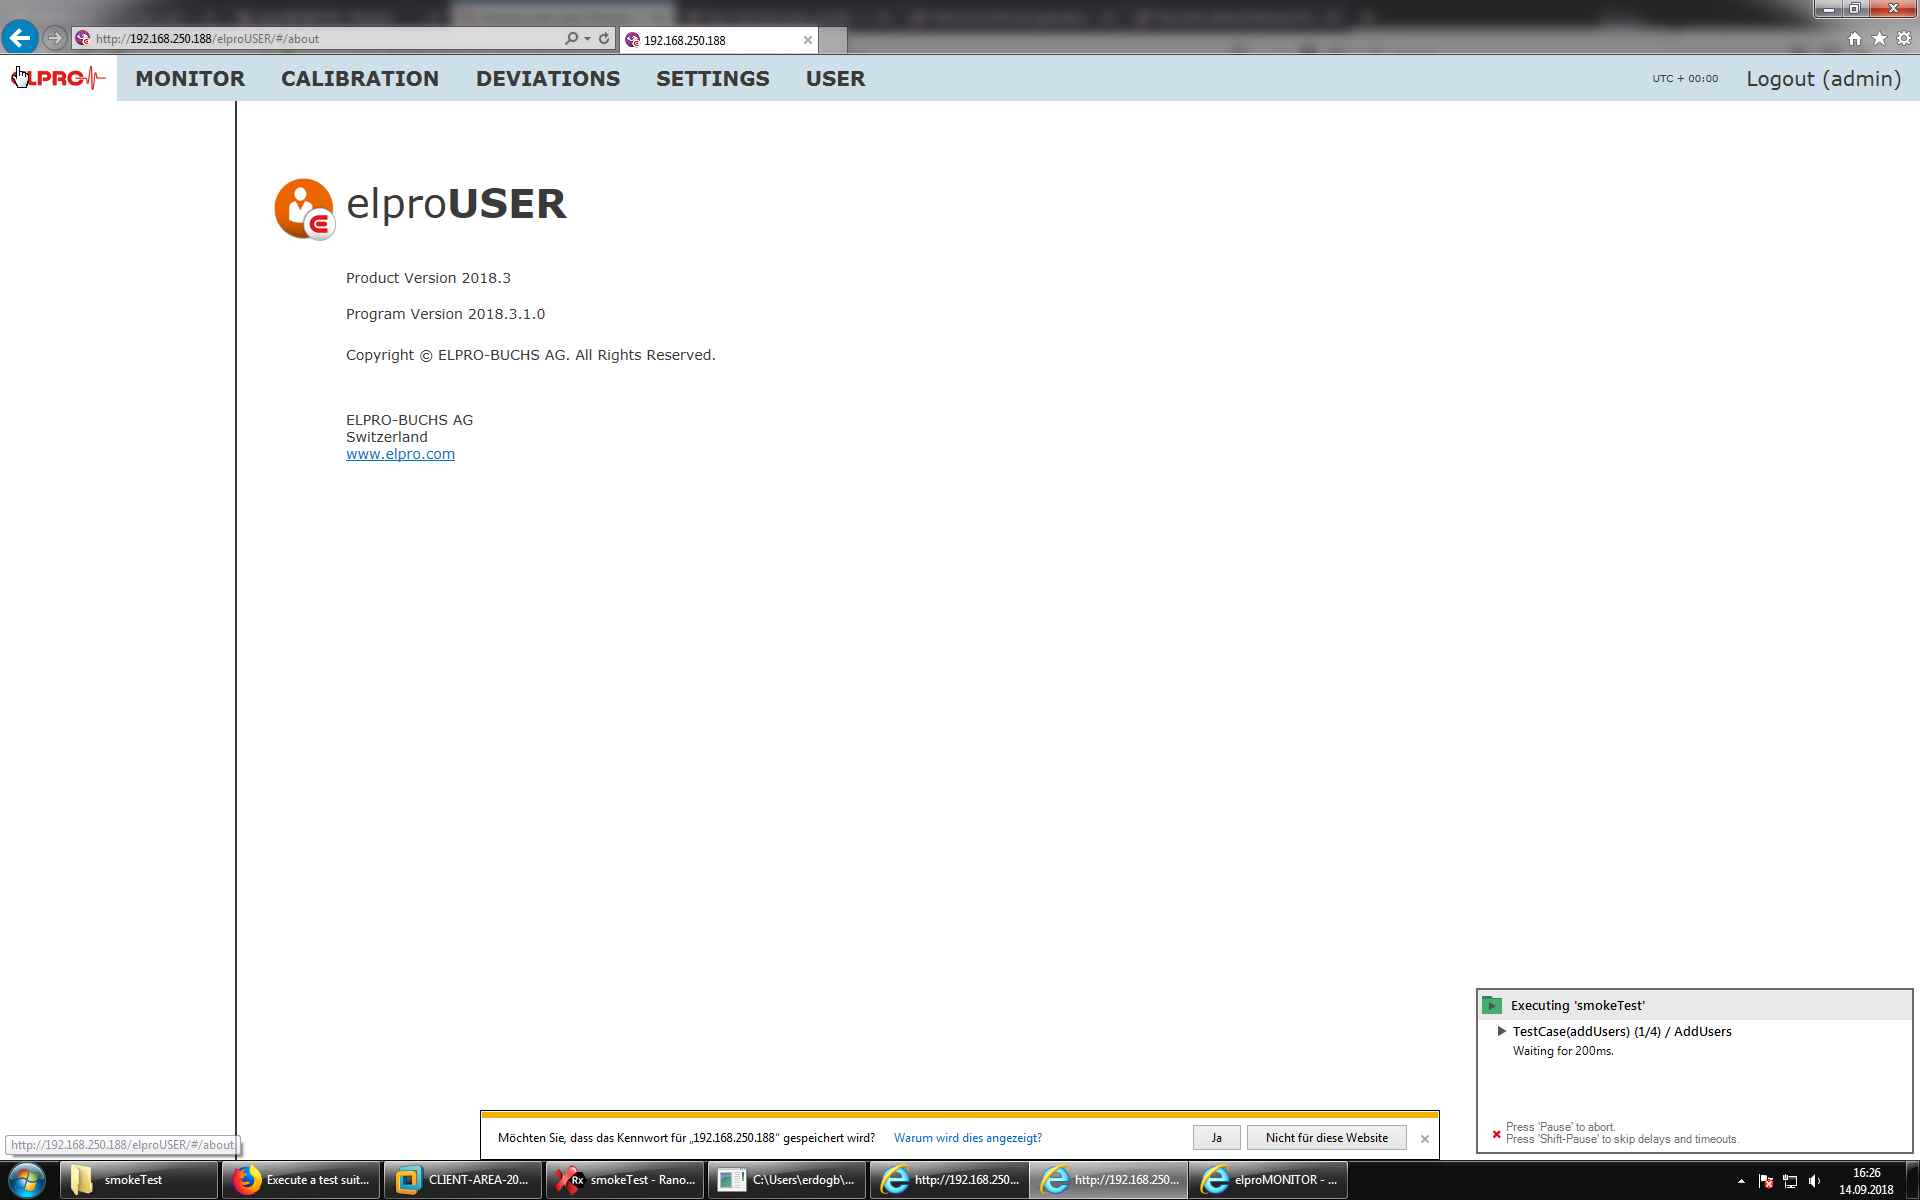 http://192.168.250.188/elproUSER/#/about
192.168.250.188
ELPRO
MONITOR
CALIBRATION
DEVIATIONS
SETTINGS
USER
UTC + 00:00
Logout (admin)
elproUSER
Product Version 2018.3
Program Version 2018.3.1.0
Copyright © ELPRO-BUCHS AG. All Rights Reserved.
ELPRO-BUCHS AG
Switzerland
www.elpro.com
Executing 'smokeTest'
TestCase(addUsers) (1/4) / AddUsers
Waiting for 200ms.
Press 'Pause' to abort.
Press 'Shift-Pause' to skip delays and timeouts.
Möchten Sie, dass das Kennwort für „192.168.250.188“ gespeichert wird?
Warum wird dies angezeigt?
Ja
Nicht für diese Website
http://192.168.250.188/elproUSER/#/about
smokeTest
Execute a test suit...
CLIENT-AREA-20...
Rx
smokeTest - Rano...
C:\Users\erdogb\...
http://192.168.250...
http://192.168.250...
elproMONITOR - ...
16:26
14.09.2018